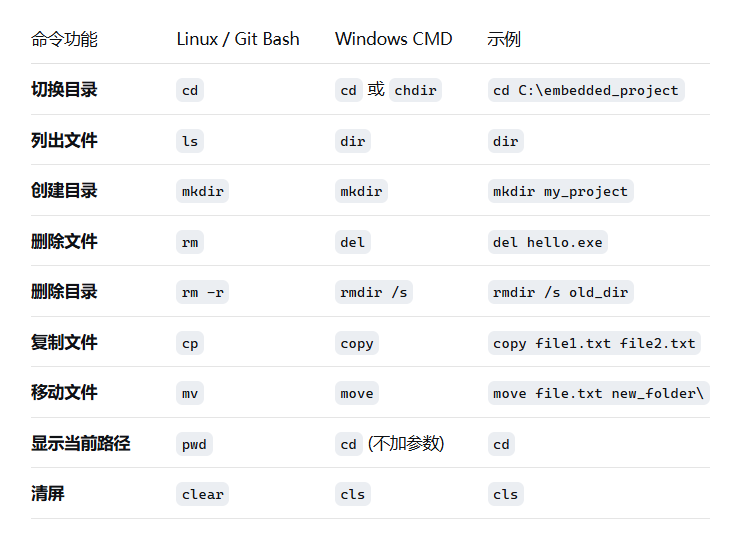 命令功能 Linux / Git Bash Windows CMD 示例
切换目录 cd cd 或 chdir cd C:\embedded_project
列出文件 ls dir dir
创建目录 mkdir mkdir mkdir my_project
删除文件 rm del del hello.exe
删除目录 rm -r rmdir /s rmdir /s old_dir
复制文件 cp copy copy file1.txt file2.txt
移动文件 mv move move file.txt new_folder\
显示当前路径 pwd cd (不加参数) cd
清屏 clear cls cls